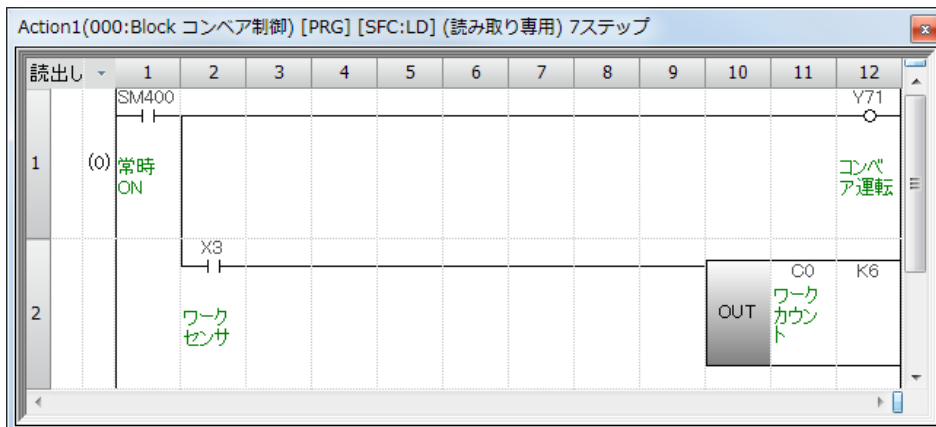 Action1(000:Block コンベア制御) [PRG] [SFC:LD] (読み取り専用) 7ステップ
読出し 1 2 3 4 5 6 7 8 9 10 11 12
SM400 Y71
1 (0) 常時
ON
コンベ
ア運転
X3 C0 K6
2 ワーク
センサ
OUT
ワーク
カウン
ト